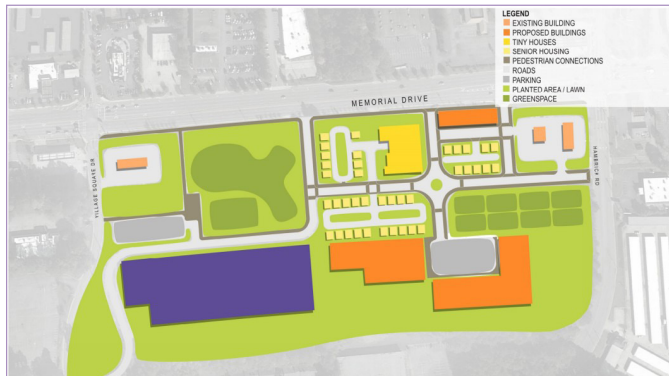 LEGEND
EXISTING BUILDING
PROPOSED BUILDINGS
TINY HOUSES
SENIOR HOUSING
PEDESTRIAN CONNECTIONS
ROADS
PARKING
PLANTED AREA / LAWN
GREENSPACE
MEMORIAL DRIVE
VILLAGE SQUARE DR
HAMBRICK RD